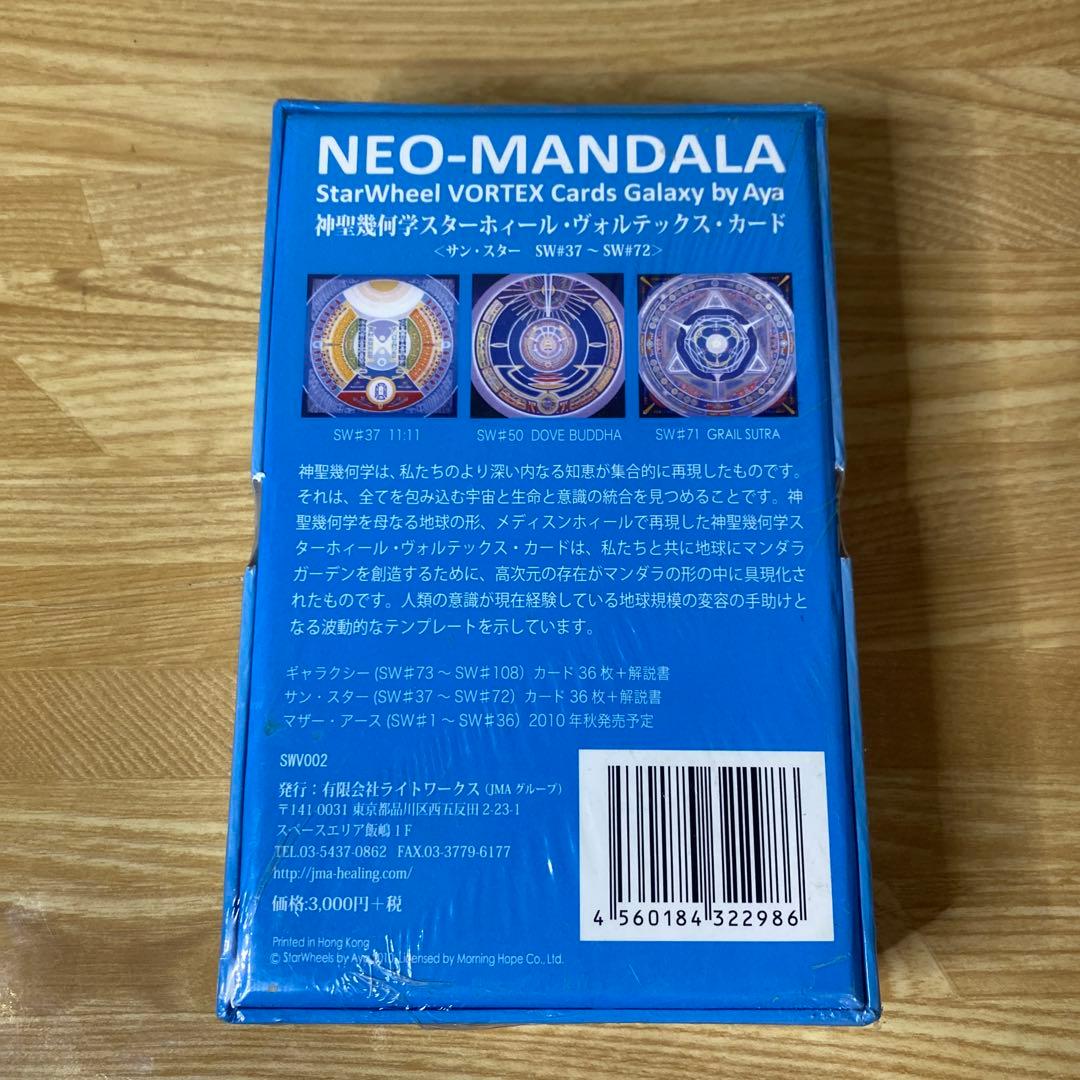 NEO-MANDALA
StarWheel VORTEX Cards Galaxy by Aya
神聖幾何学スターホィール・ヴォルテックス・カード
<サン・スター SW#37～SW#72>
SW♯37 11:11
SW♯50 DOVE BUDDHA
SW♯71 GRAIL SUTRA
神聖幾何学は、私たちのより深い内なる知恵が集合的に再現したものです。
それは、全てを包み込む宇宙と生命と意識の統合を見つめることです。神
聖幾何学を母なる地球の形、メディスンホィールで再現した神聖幾何学ス
ターホィール・ヴォルテックス・カードは、私たちと共に地球にマンダラ
ガーデンを創造するために、高次元の存在がマンダラの形の中に具現化さ
れたものです。人類の意識が現在経験している地球規模の変容の手助けと
なる波動的なテンプレートを示しています。
ギャラクシー(SW♯73～SW♯108) カード36枚＋解説書
サン・スター(SW♯37～SW♯72) カード36枚＋解説書
マザー・アース(SW♯1～SW♯36) 2010年秋発売予定
SWV002
発行：有限会社ライトワークス（JMAグループ）
〒141-0031 東京都品川区西五反田2-23-1
スペースエリア飯嶋1F
TEL.03-5437-0862 FAX.03-3779-6177
http://jma-healing.com/
価格:3,000円＋税
4 560184 322986
Printed in Hong Kong
© StarWheels by Aya 2010 Licensed by Morning Hope Co., Ltd.